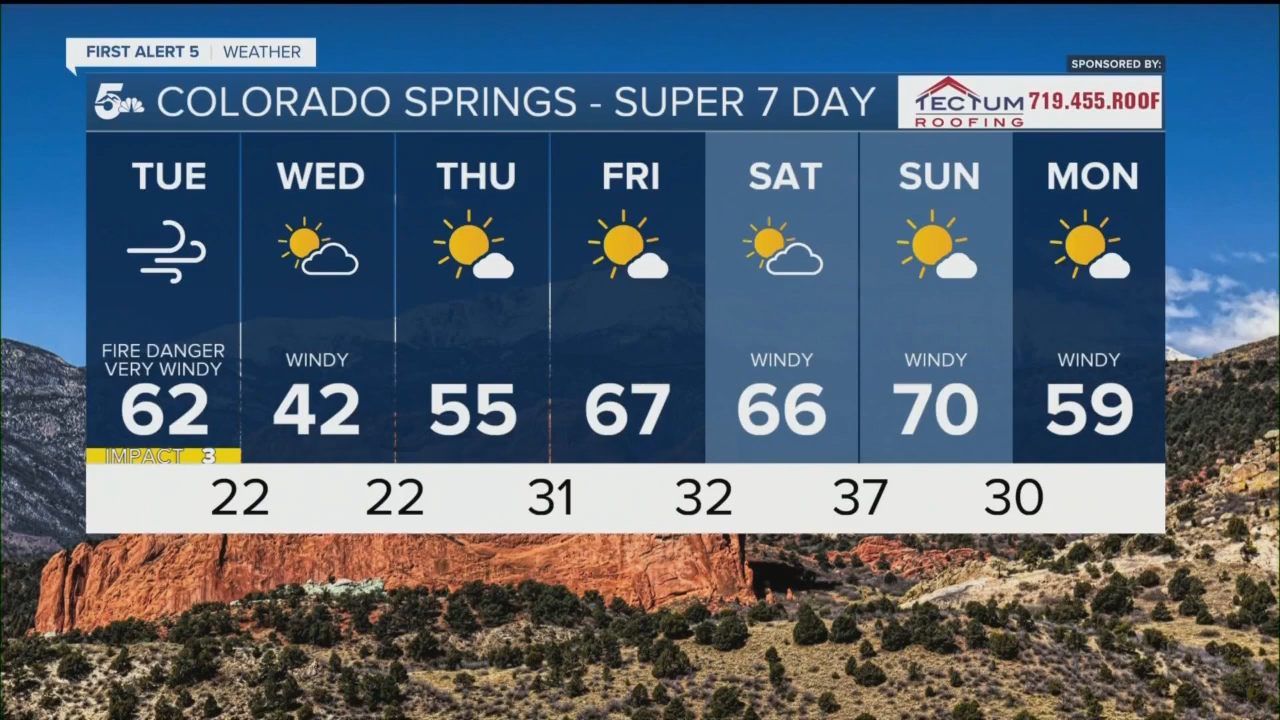 FIRST ALERT 5 | WEATHER
SPONSORED BY:
5 COLORADO SPRINGS - SUPER 7 DAY
TECTUM 719.455.ROOF
ROOFING
TUE WED THU FRI SAT SUN MON
FIRE DANGER
VERY WINDY WINDY WINDY WINDY WINDY
62 42 55 67 66 70 59
IMPACT 3
22 22 31 32 37 30